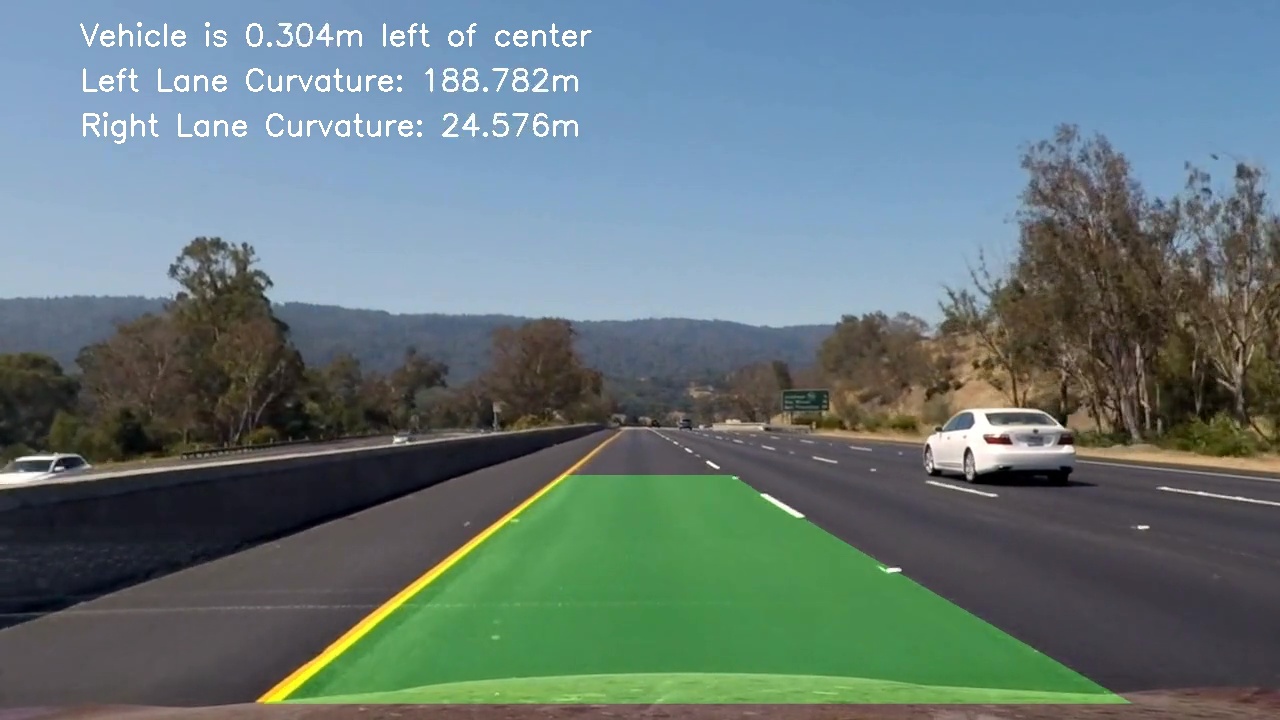 Vehicle is 0.304m left of center
Left Lane Curvature: 188.782m
Right Lane Curvature: 24.576m